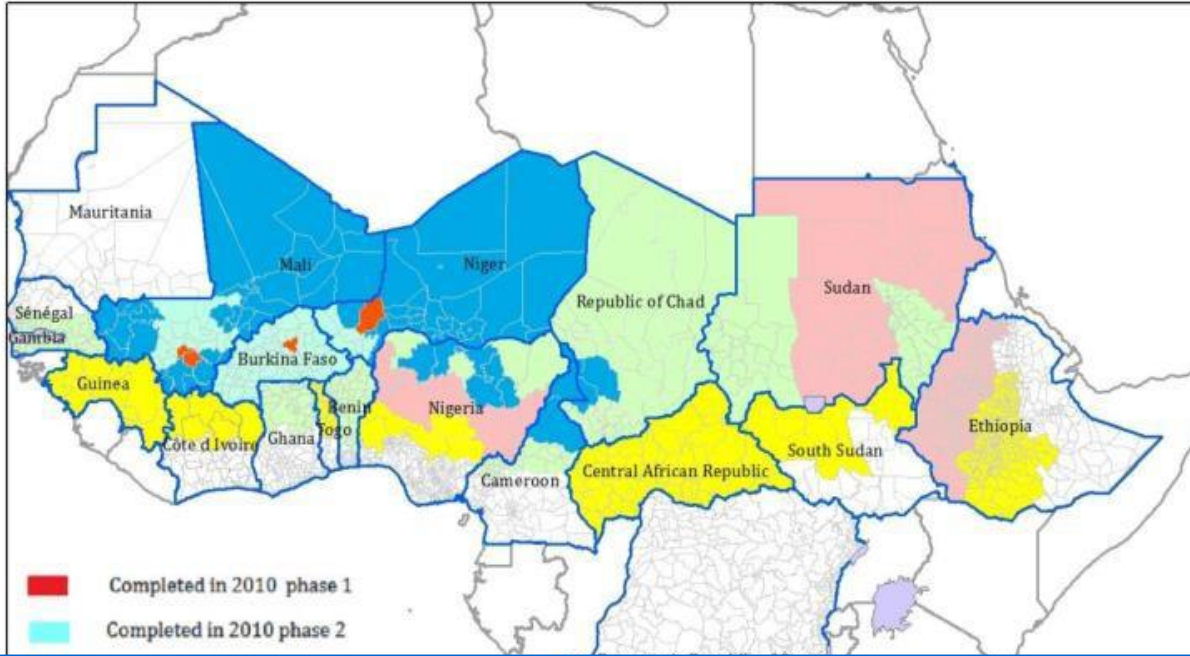 Mauritania
Mali
Niger
Republic of Chad
Sudan
Sénégal
Gambia
Burkina Faso
Guinea
Côte d Ivoire
Ghana
Togo
Benin
Nigeria
Cameroon
Central African Republic
South Sudan
Ethiopia
Completed in 2010 phase 1
Completed in 2010 phase 2